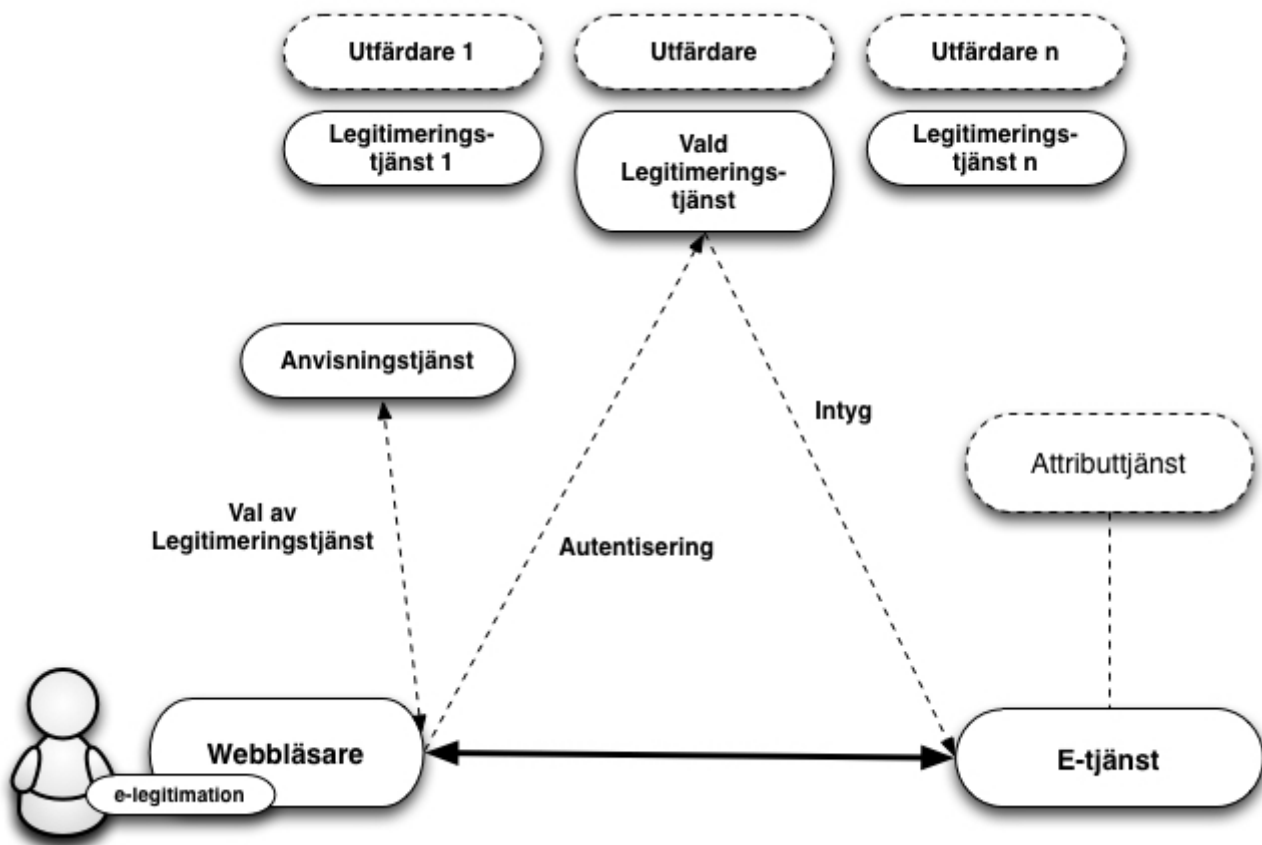 Utfärdare 1
Utfärdare
Utfärdare n
Legitimerings-
tjänst 1
Vald
Legitimerings-
tjänst
Legitimerings-
tjänst n
Anvisningstjänst
Intyg
Attributtjänst
Val av
Legitimeringstjänst
Autentisering
Webbläsare
e-legitimation
E-tjänst